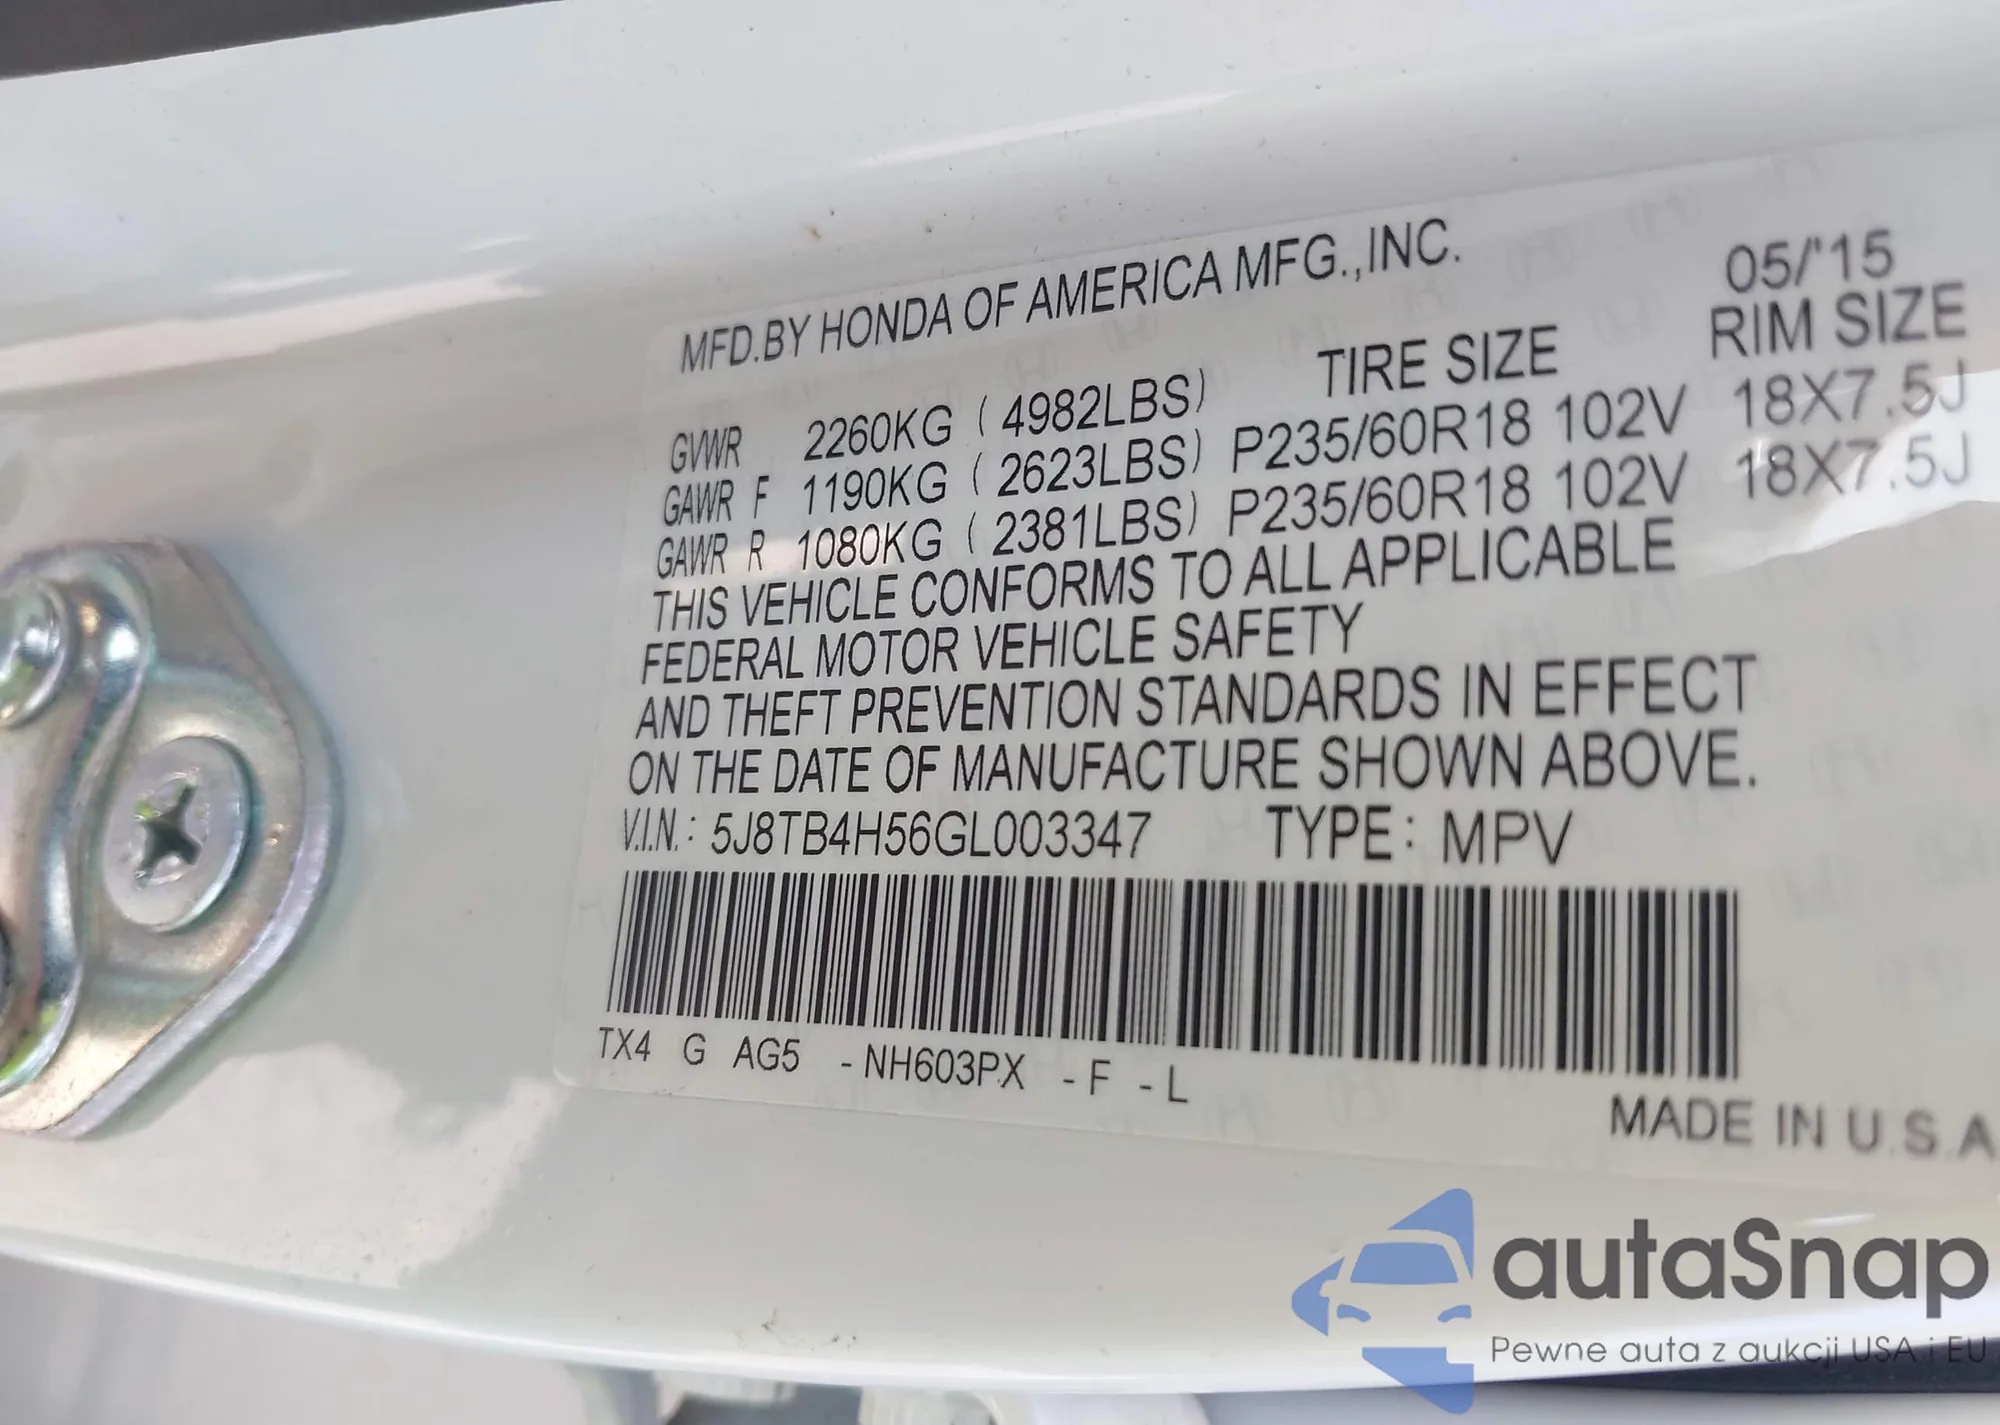 MFD.BY HONDA OF AMERICA MFG.,INC. 05/'15
TIRE SIZE RIM SIZE
GVWR 2260KG ( 4982LBS)
GAWR F 1190KG ( 2623LBS) P235/60R18 102V 18X7.5J
GAWR R 1080KG ( 2381LBS) P235/60R18 102V 18X7.5J
THIS VEHICLE CONFORMS TO ALL APPLICABLE
FEDERAL MOTOR VEHICLE SAFETY
AND THEFT PREVENTION STANDARDS IN EFFECT
ON THE DATE OF MANUFACTURE SHOWN ABOVE.
V.I.N.: 5J8TB4H56GL003347 TYPE: MPV
TX4 G AG5 -NH603PX -F -L
MADE IN U.S.A
autaSnap
Pewne auta z aukcji USA i EU